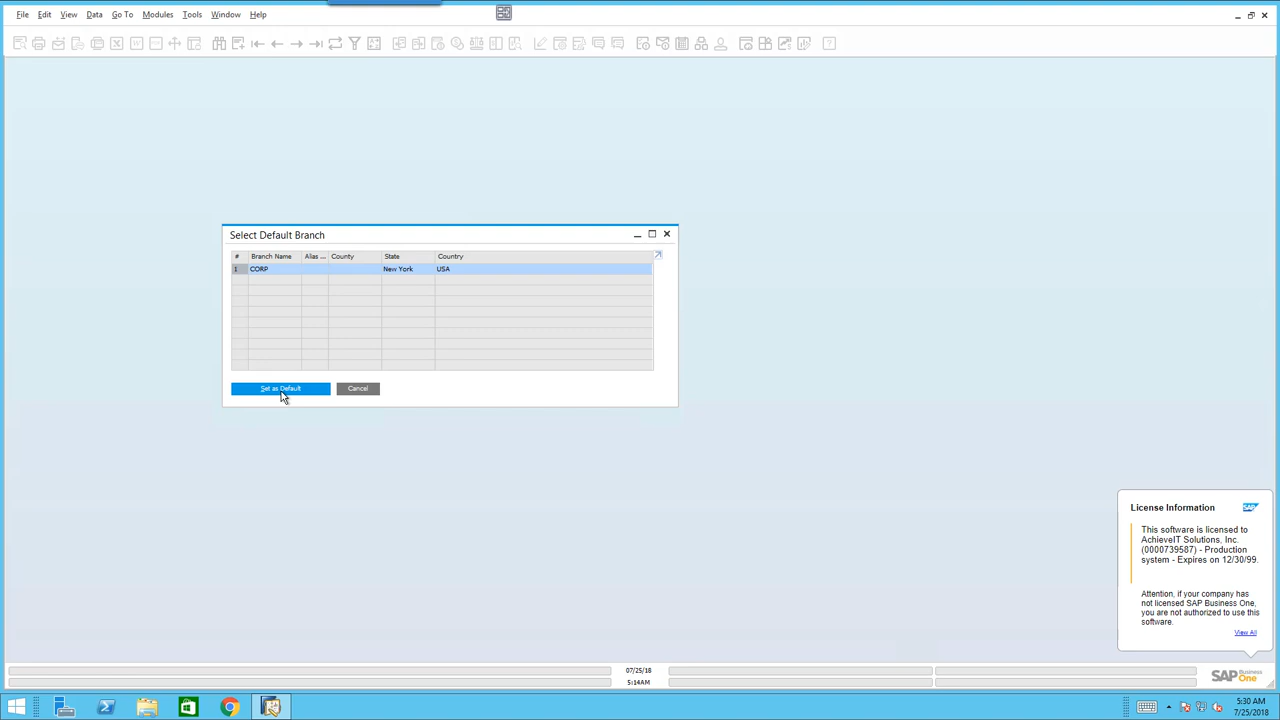 File Edit View Data Go To Modules Tools Window Help
Select Default Branch
# Branch Name Alias ... County State Country
1 CORP New York USA
Set as Default Cancel
License Information SAP
This software is licensed to
AchieveIT Solutions, Inc.
(0000739587) - Production
system - Expires on 12/30/99.
Attention, if your company has
not licensed SAP Business One,
you are not authorized to use this
software.
View All
07/25/18
5:14AM
SAP Business One
5:30 AM
7/25/2018